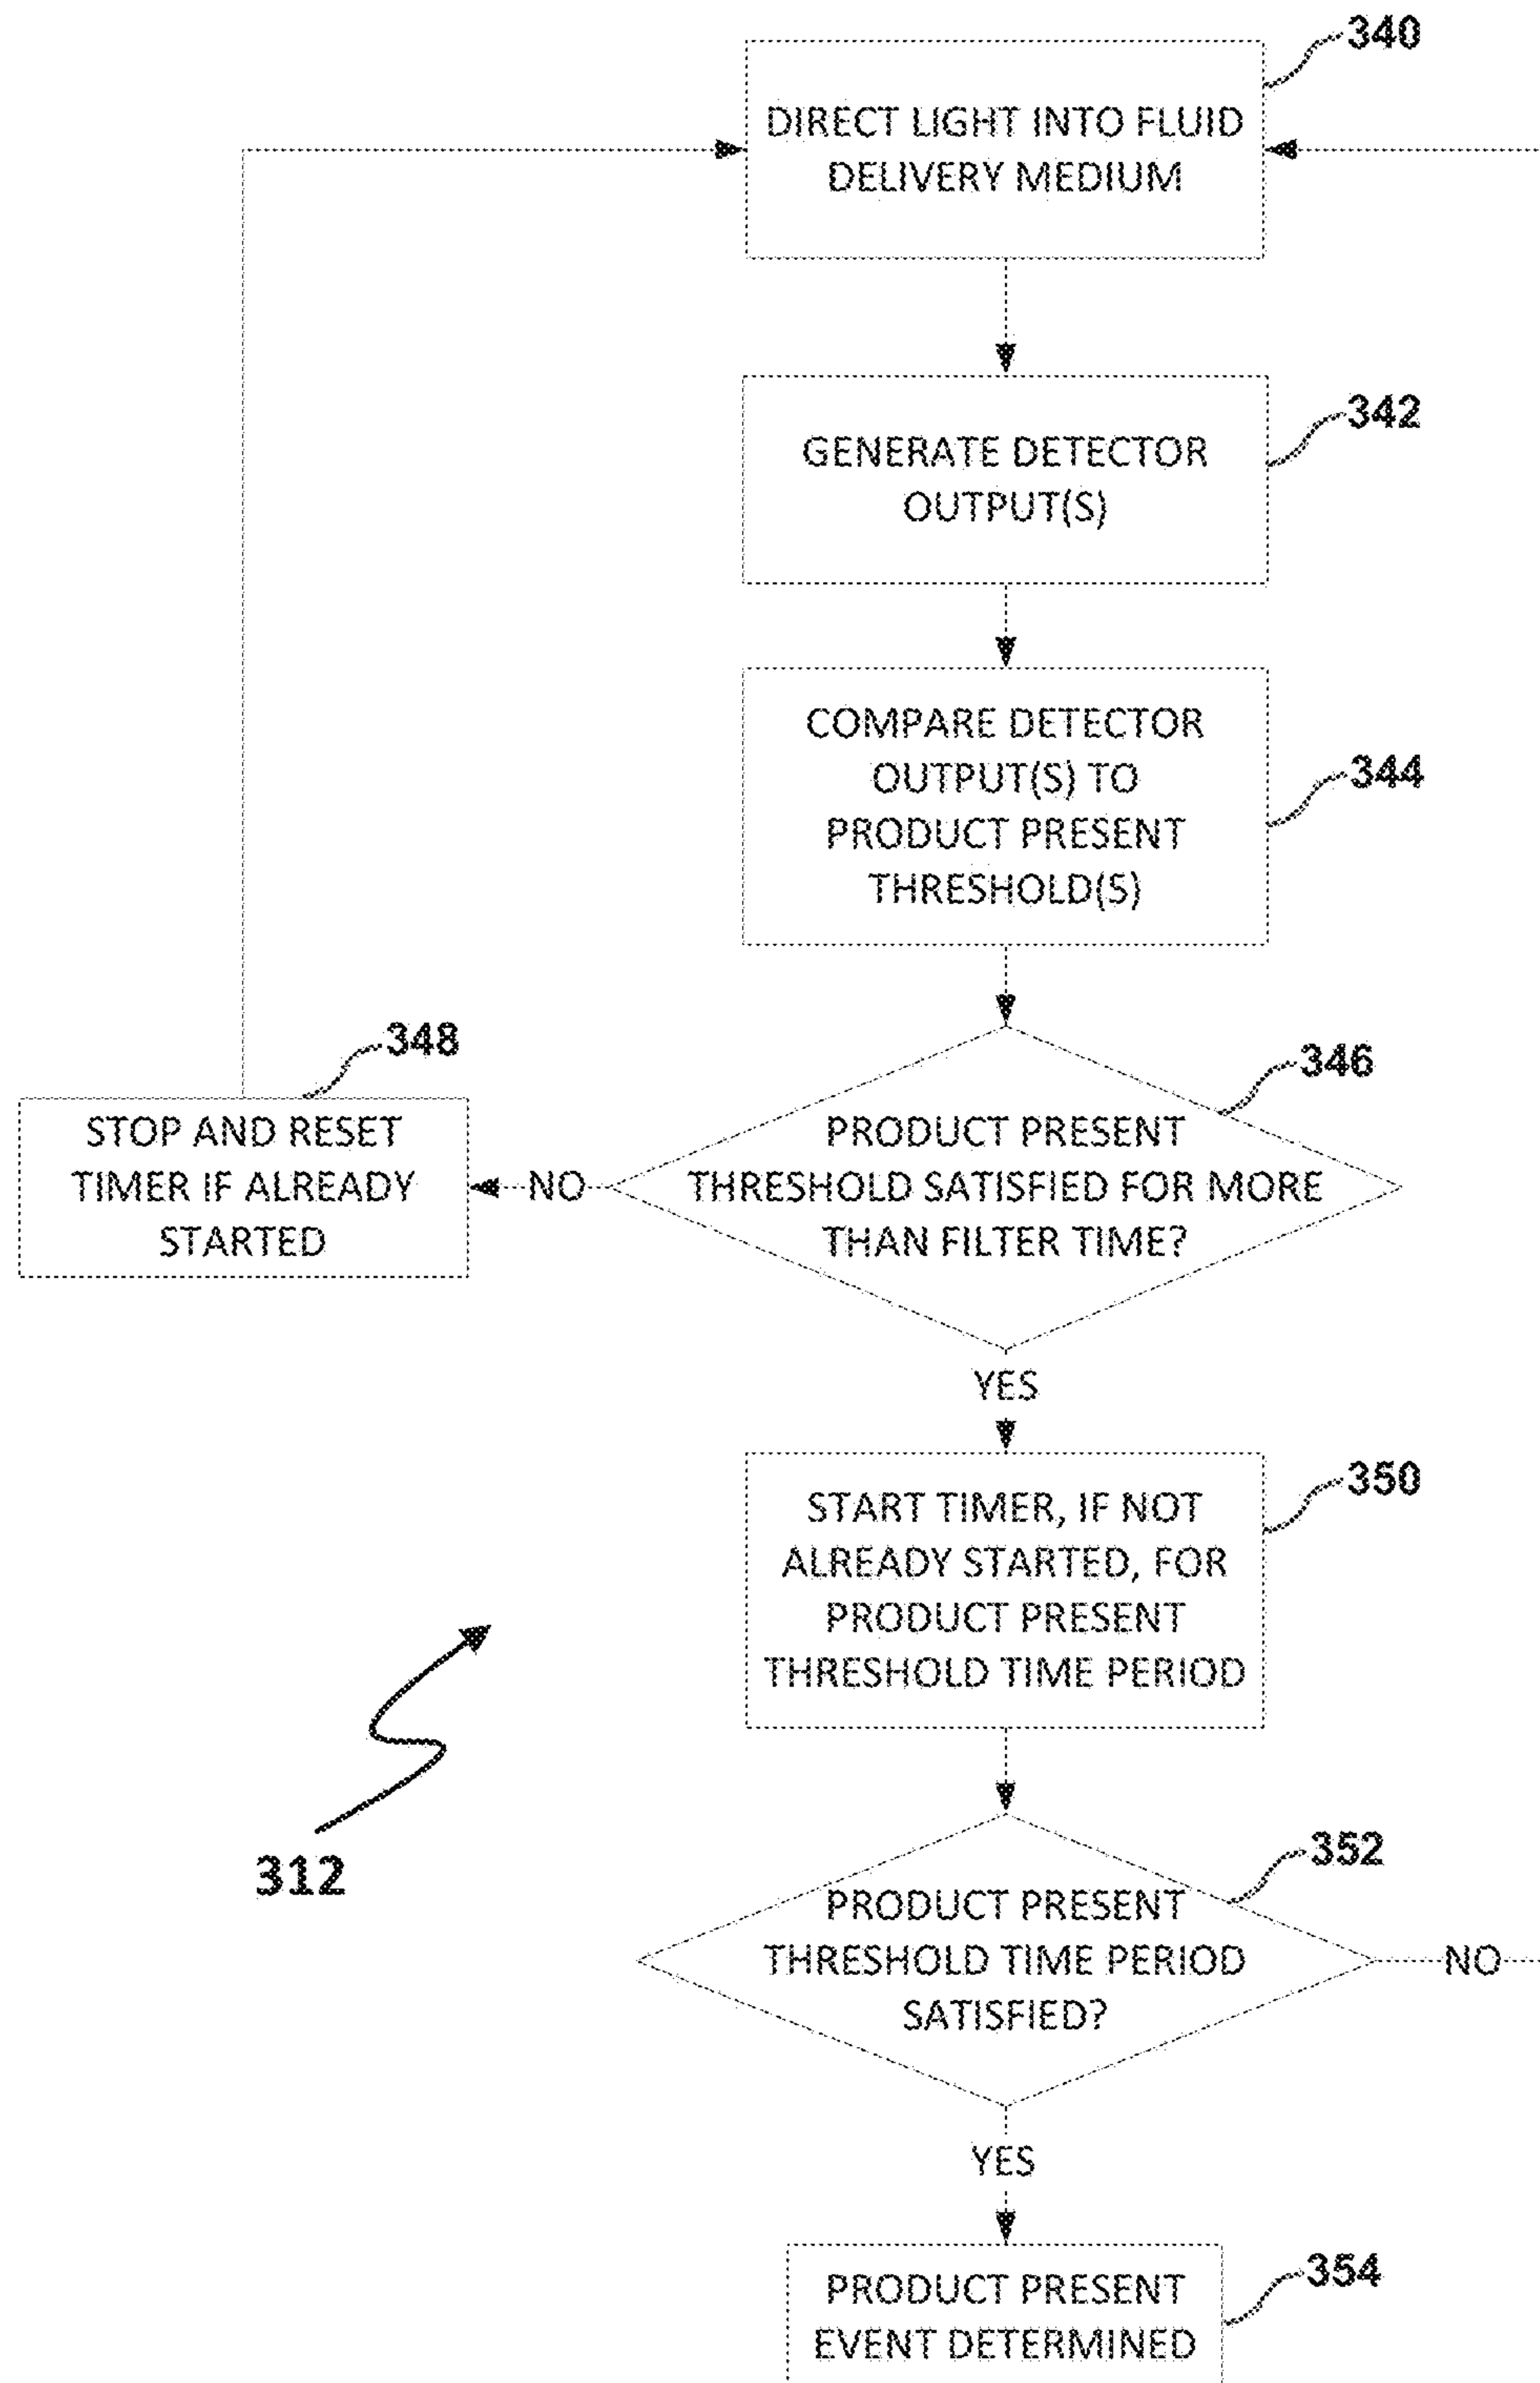 340
DIRECT LIGHT INTO FLUID
DELIVERY MEDIUM
342
GENERATE DETECTOR
OUTPUT(S)
344
COMPARE DETECTOR
OUTPUT(S) TO
PRODUCT PRESENT
THRESHOLD(S)
346
PRODUCT PRESENT
THRESHOLD SATISFIED FOR MORE
THAN FILTER TIME?
NO
348
STOP AND RESET
TIMER IF ALREADY
STARTED
YES
350
START TIMER, IF NOT
ALREADY STARTED, FOR
PRODUCT PRESENT
THRESHOLD TIME PERIOD
312
352
PRODUCT PRESENT
THRESHOLD TIME PERIOD
SATISFIED?
NO
YES
354
PRODUCT PRESENT
EVENT DETERMINED